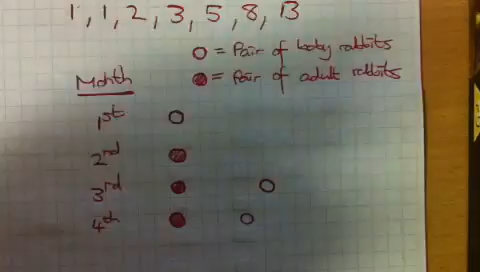 1, 1, 2, 3, 5, 8, 13
= Pair of baby rabbits
= Pair of adult rabbits
Month
1st
2nd
3rd
4th